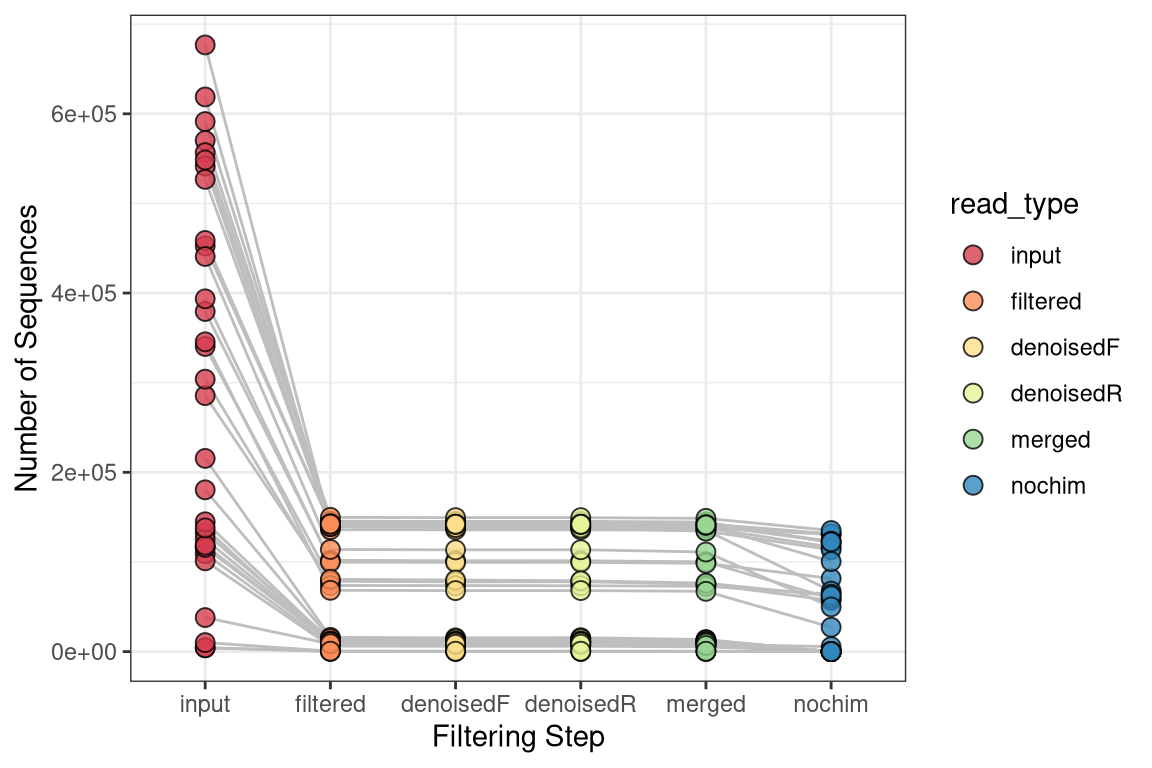 Number of Sequences
6e+05
4e+05
2e+05
0e+00
input filtered denoisedF denoisedR merged nochim
Filtering Step
read_type
input
filtered
denoisedF
denoisedR
merged
nochim